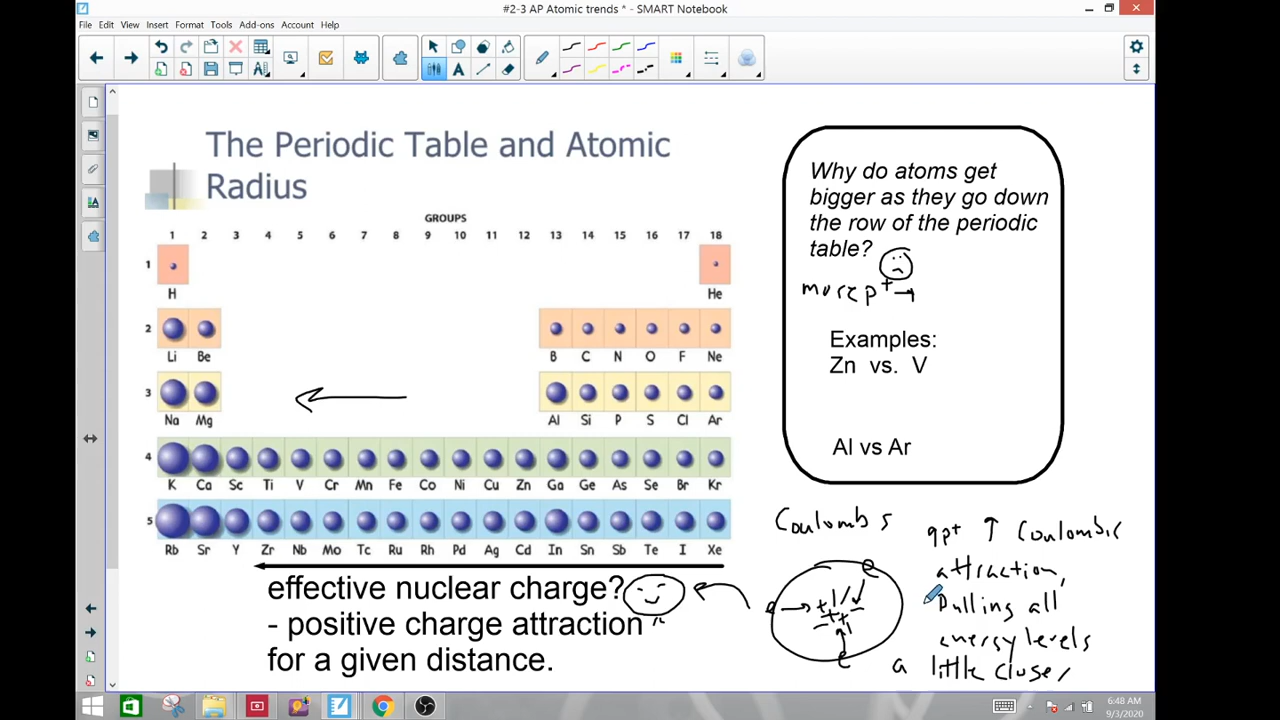 #2-3 AP Atomic trends * - SMART Notebook
File Edit View Insert Format Tools Add-ons Account Help
The Periodic Table and Atomic
Radius
GROUPS
1 2 3 4 5 6 7 8 9 10 11 12 13 14 15 16 17 18
1
H He
2
Li Be B C N O F Ne
3
Na Mg Al Si P S Cl Ar
4
K Ca Sc Ti V Cr Mn Fe Co Ni Cu Zn Ga Ge As Se Br Kr
5
Rb Sr Y Zr Nb Mo Tc Ru Rh Pd Ag Cd In Sn Sb Te I Xe
effective nuclear charge?
- positive charge attraction
for a given distance.
Why do atoms get
bigger as they go down
the row of the periodic
table?
more p+ →
Examples:
Zn vs. V
Al vs Ar
Coulombs
e
e
e
↑ Coulombic
attraction,
Pulling all
energy levels
a little closer
6:48 AM
9/3/2020